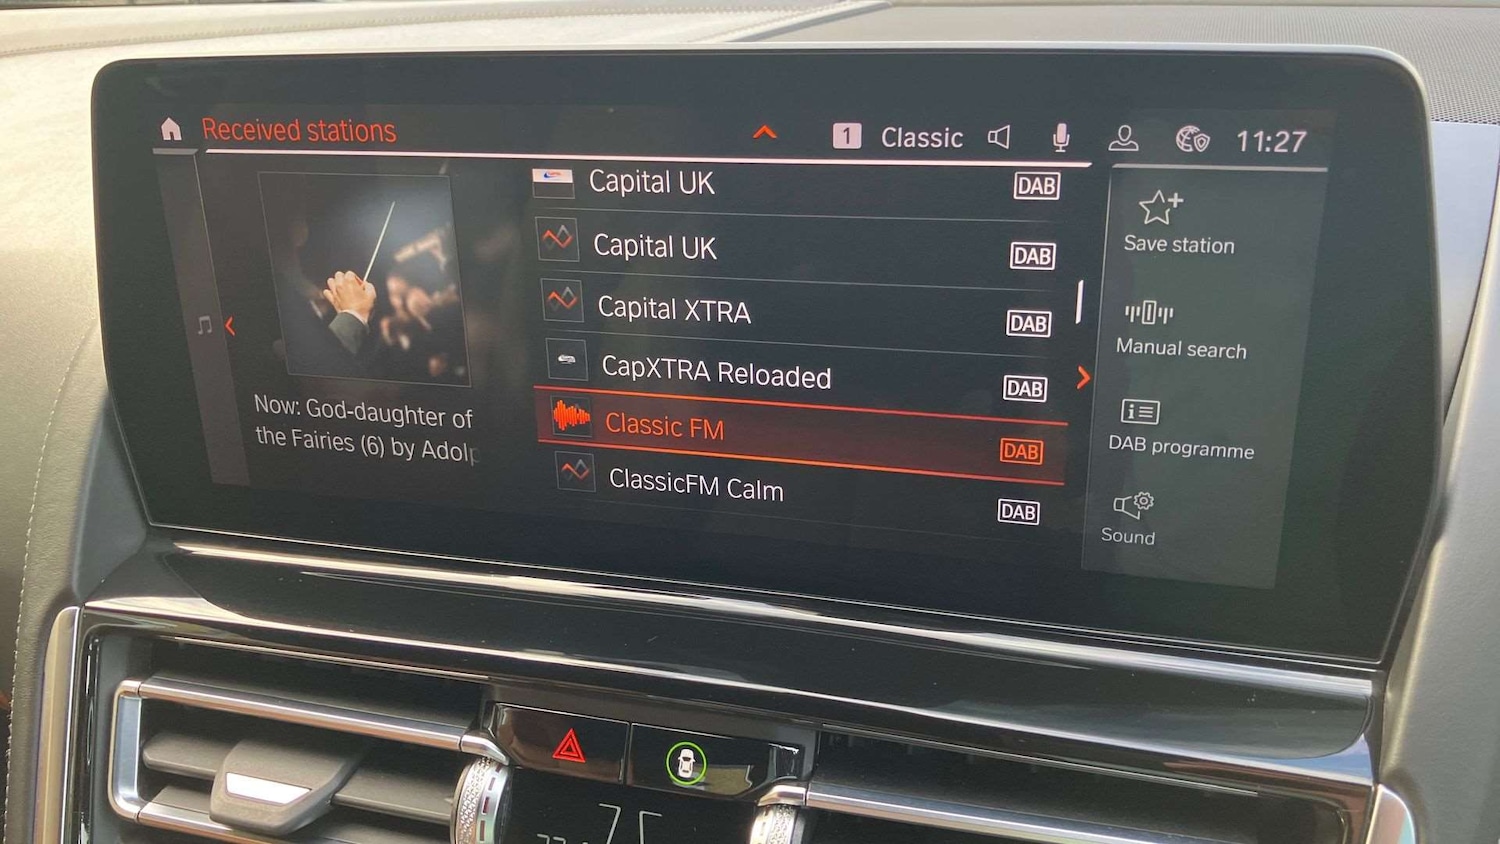 Received stations
1 Classic 11:27
Capital UK DAB
Capital UK DAB
Capital XTRA DAB
CapXTRA Reloaded DAB
Classic FM DAB
ClassicFM Calm DAB
Now: God-daughter of
the Fairies (6) by Adolp
Save station
Manual search
DAB programme
Sound